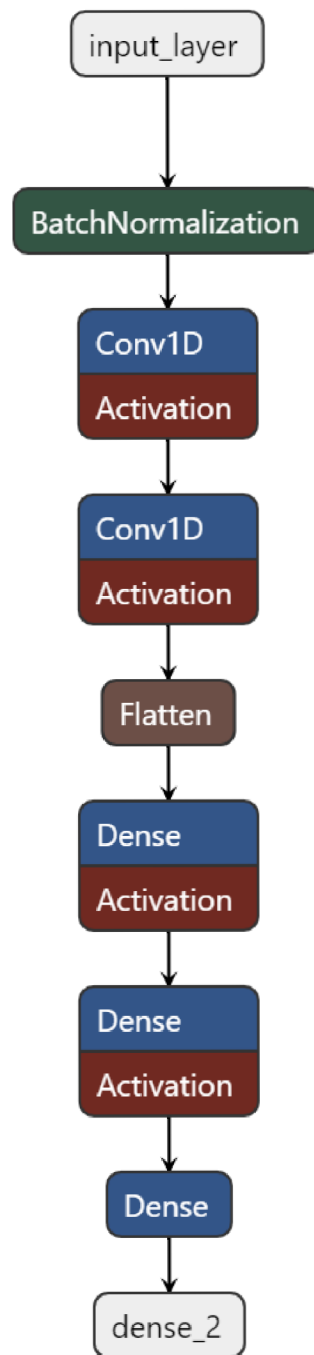 input_layer
BatchNormalization
Conv1D
Activation
Conv1D
Activation
Flatten
Dense
Activation
Dense
Activation
Dense
dense_2